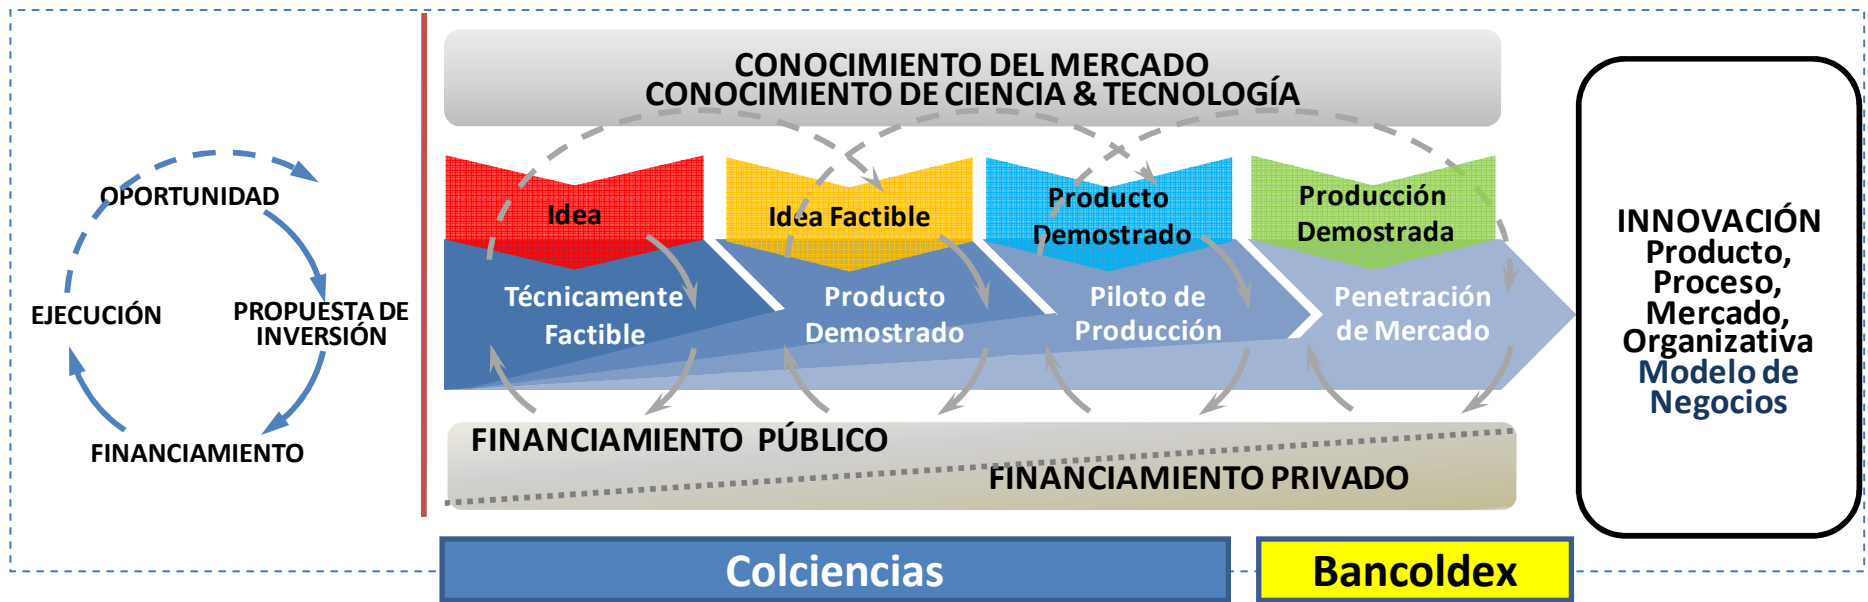 OPORTUNIDAD
EJECUCIÓN
PROPUESTA DE
INVERSIÓN
FINANCIAMIENTO
CONOCIMIENTO DEL MERCADO
CONOCIMIENTO DE CIENCIA & TECNOLOGÍA
Idea
Idea Factible
Producto
Demostrado
Producción
Demostrada
Técnicamente
Factible
Producto
Demostrado
Piloto de
Producción
Penetración
de Mercado
FINANCIAMIENTO PÚBLICO
FINANCIAMIENTO PRIVADO
INNOVACIÓN
Producto,
Proceso,
Mercado,
Organizativa
Modelo de
Negocios
Colciencias
Bancoldex